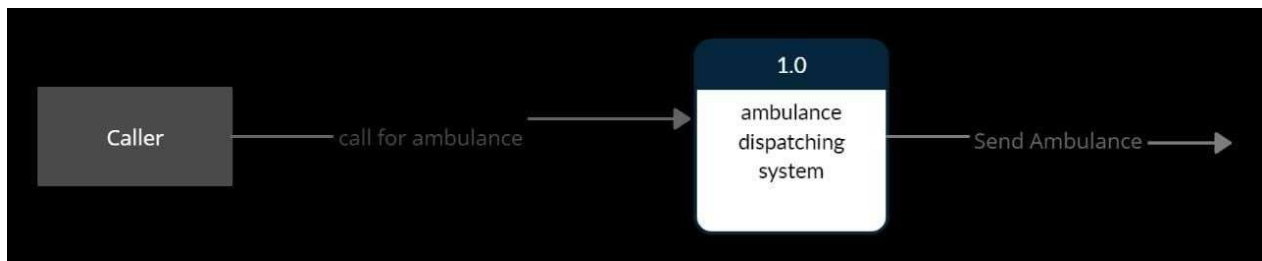 Caller
call for ambulance
1.0
ambulance
dispatching
system
Send Ambulance